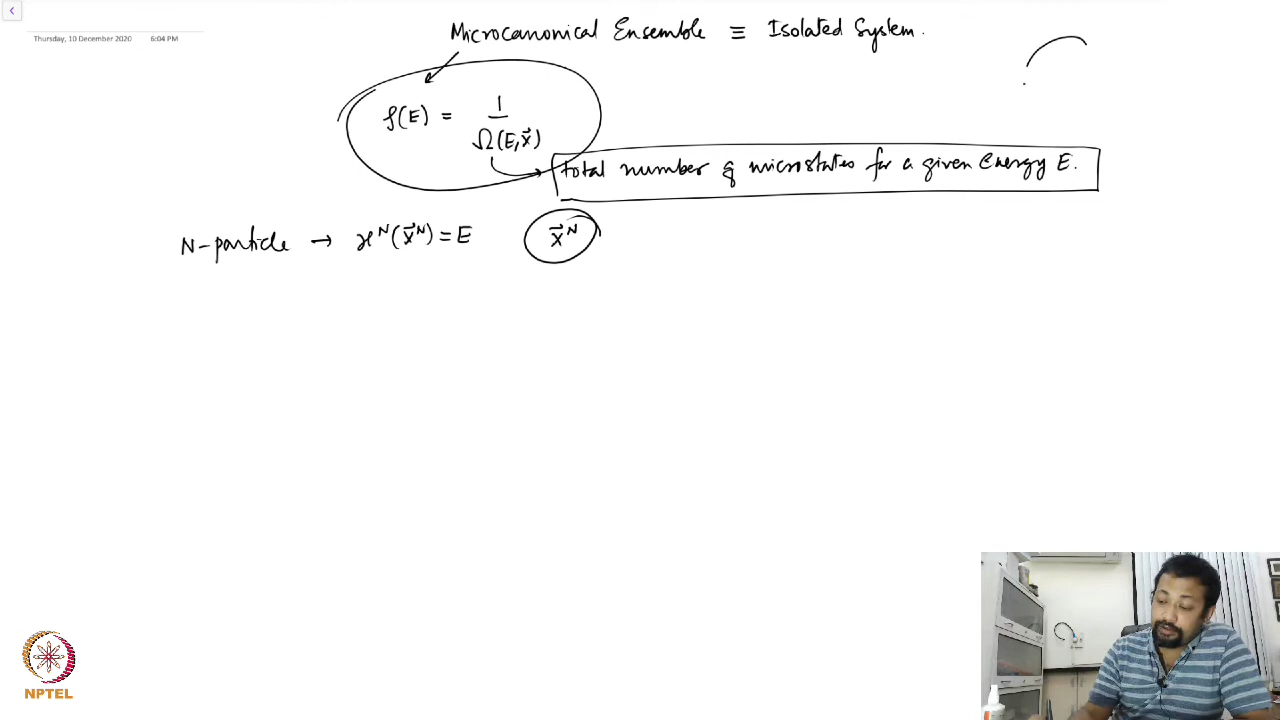 Microcanonical Ensemble ≡ Isolated System.
Thursday, 10 December 2020 6:04 PM
f(E) = 1 / Ω(E,x⃗)
total number of microstates for a given Energy E.
N-particle → ℋᴺ(x⃗ᴺ) = E x⃗ᴺ
NPTEL